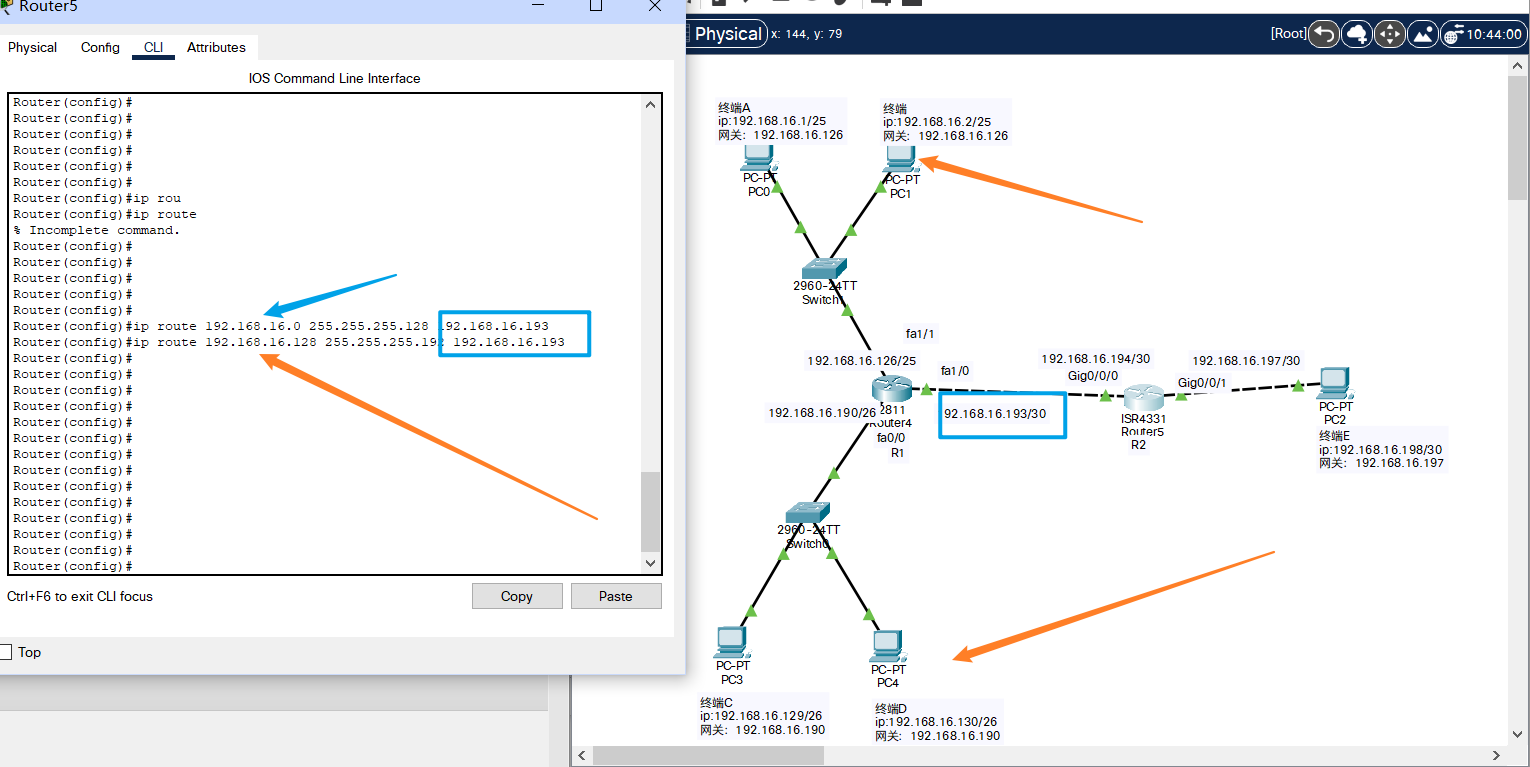 Router5
Physical
Config
CLI
Attributes
IOS Command Line Interface
Router(config)#
Router(config)#
Router(config)#
Router(config)#
Router(config)#
Router(config)#
Router(config)#ip rou
Router(config)#ip route
% Incomplete command.
Router(config)#
Router(config)#
Router(config)#
Router(config)#
Router(config)#
Router(config)#ip route 192.168.16.0 255.255.255.128 192.168.16.193
Router(config)#ip route 192.168.16.128 255.255.255.192 192.168.16.193
Router(config)#
Router(config)#
Router(config)#
Router(config)#
Router(config)#
Router(config)#
Router(config)#
Router(config)#
Router(config)#
Router(config)#
Router(config)#
Router(config)#
Router(config)#
Router(config)#
Ctrl+F6 to exit CLI focus
Copy
Paste
Top
Physical
x: 144, y: 79
[Root]
10:44:00
终端A
ip:192.168.16.1/25
网关：192.168.16.126
PC-PT
PC0
终端
ip:192.168.16.2/25
网关：192.168.16.126
PC-PT
PC1
2960-24TT
Switch1
fa1/1
192.168.16.126/25
fa1/0
192.168.16.194/30
Gig0/0/0
192.168.16.197/30
Gig0/0/1
192.168.16.190/26
2811
Router4
fa0/0
R1
92.168.16.193/30
ISR4331
Router5
R2
PC-PT
PC2
终端E
ip:192.168.16.198/30
网关：192.168.16.197
2960-24TT
Switch0
PC-PT
PC3
终端C
ip:192.168.16.129/26
网关：192.168.16.190
PC-PT
PC4
终端D
ip:192.168.16.130/26
网关：192.168.16.190